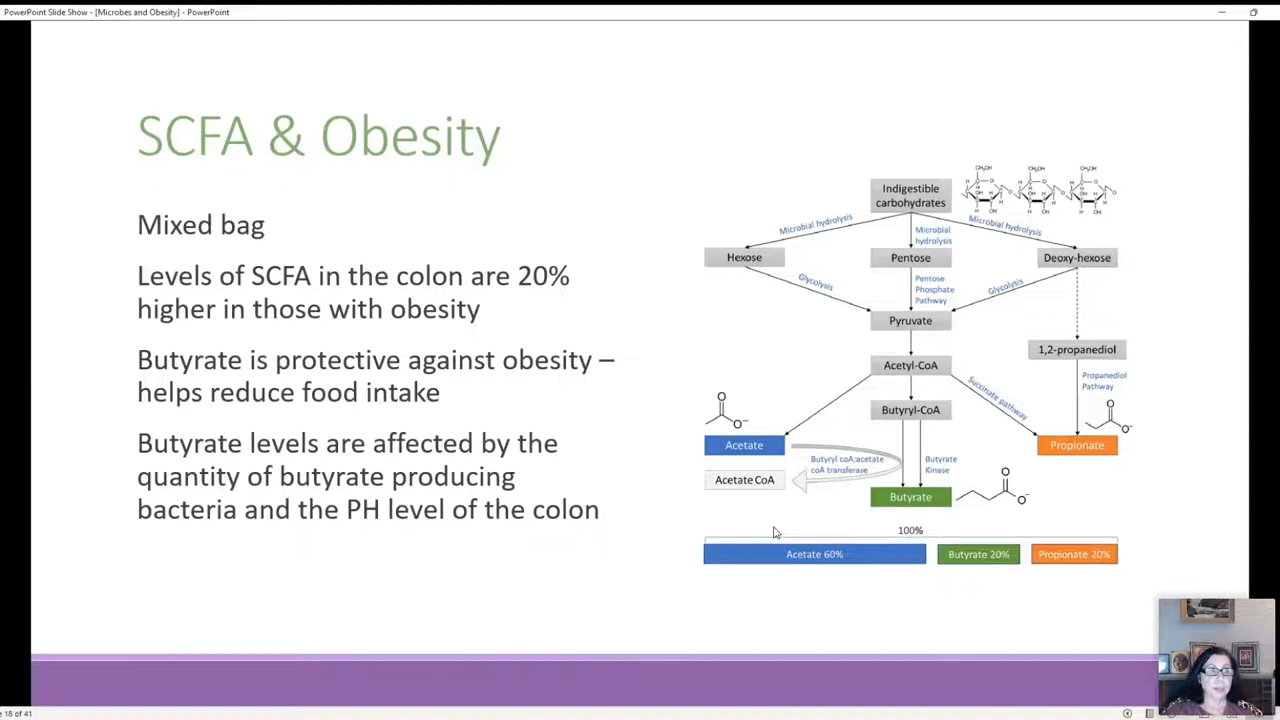 PowerPoint Slide Show - [Microbes and Obesity] - PowerPoint
SCFA & Obesity
Mixed bag
Levels of SCFA in the colon are 20%
higher in those with obesity
Butyrate is protective against obesity –
helps reduce food intake
Butyrate levels are affected by the
quantity of butyrate producing
bacteria and the PH level of the colon
Indigestible
carbohydrates
Microbial hydrolysis
Microbial
hydrolysis
Microbial hydrolysis
Hexose
Pentose
Deoxy-hexose
Glycolysis
Pentose
Phosphate
Pathway
Glycolysis
Pyruvate
1,2-propanediol
Acetyl-CoA
Succinate pathway
Propanediol
Pathway
Butyryl-CoA
Acetate
Butyryl coA:acetate
coA transferase
Butyrate
Kinase
Propionate
Acetate CoA
Butyrate
100%
Acetate 60%
Butyrate 20%
Propionate 20%
18 of 41